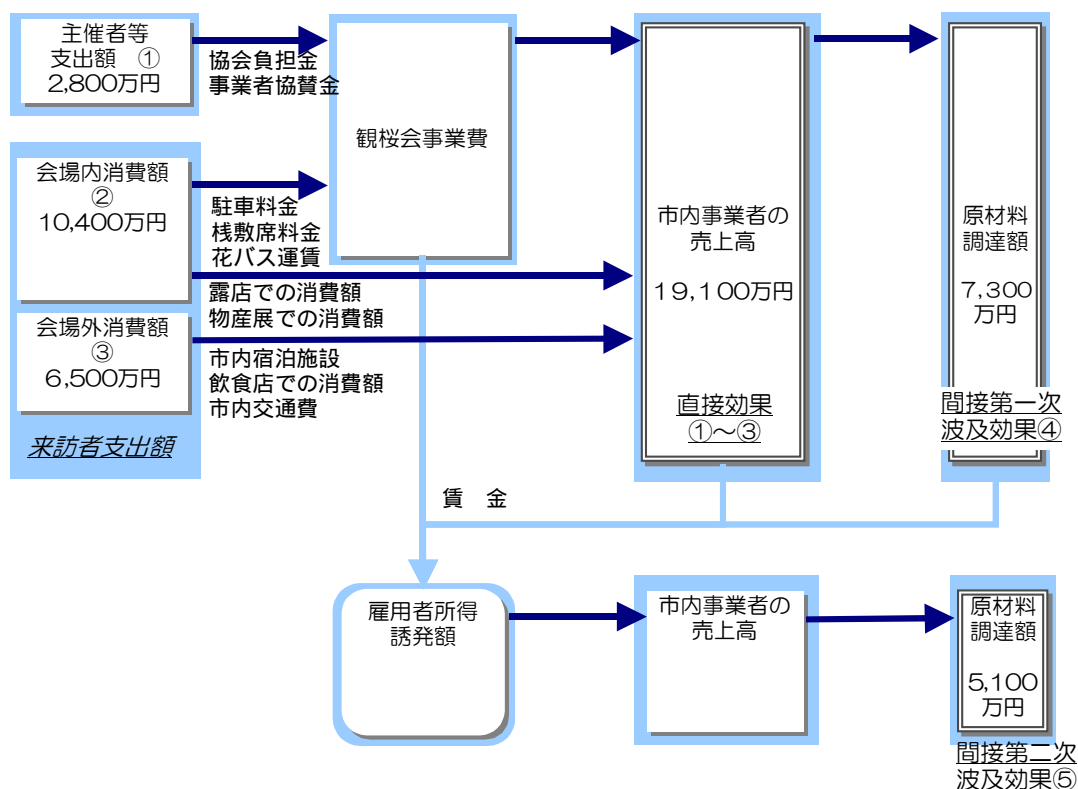 主催者等
支出額　①
2,800万円
協会負担金
事業者協賛金
観桜会事業費
会場内消費額
②
10,400万円
駐車料金
桟敷席料金
花バス運賃
露店での消費額
物産展での消費額
会場外消費額
③
6,500万円
市内宿泊施設
飲食店での消費額
市内交通費
来訪者支出額
市内事業者の
売上高
19,100万円
直接効果
①～③
原材料
調達額
7,300
万円
間接第一次
波及効果④
賃　金
雇用者所得
誘発額
市内事業者の
売上高
原材料
調達額
5,100
万円
間接第二次
波及効果⑤